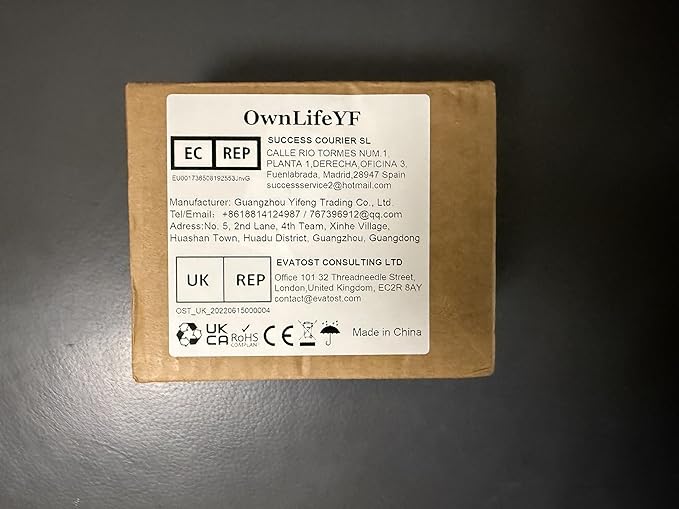 OwnLifeYF
EC REP
SUCCESS COURIER SL
CALLE RIO TORMES NUM.1,
PLANTA 1,DERECHA,OFICINA 3,
Fuenlabrada, Madrid,28947 Spain
successservice2@hotmail.com
EU001736508192553JnvG
Manufacturer: Guangzhou Yifeng Trading Co., Ltd.
Tel/Email: +8618814124987 / 767396912@qq.com
Adress:No. 5, 2nd Lane, 4th Team, Xinhe Village,
Huashan Town, Huadu District, Guangzhou, Guangdong
UK REP
EVATOST CONSULTING LTD
Office 101 32 Threadneedle Street,
London,United Kingdom, EC2R 8AY
contact@evatost.com
OST_UK_20220615000004
UK
CA
RoHS
COMPLIANT
CE
Made in China